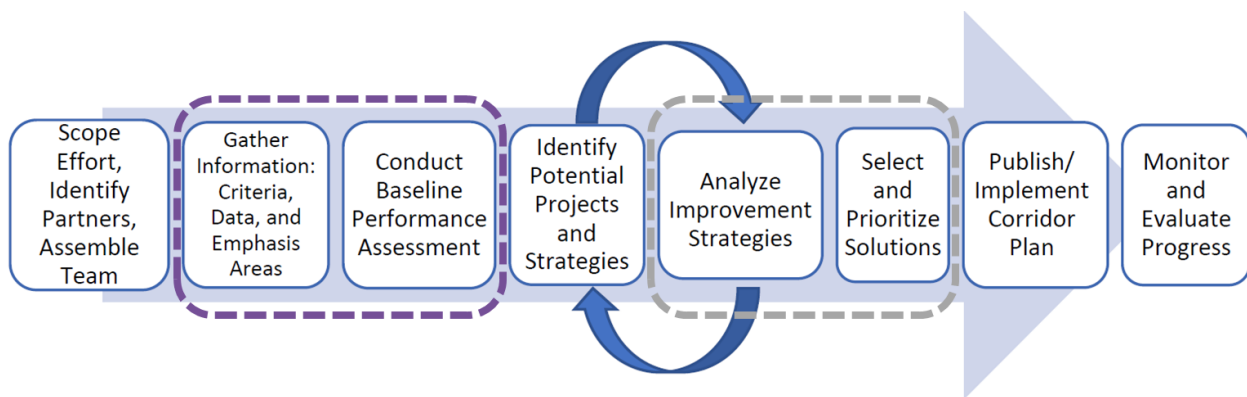 Scope
Effort,
Identify
Partners,
Assemble
Team
Gather
Information:
Criteria,
Data, and
Emphasis
Areas
Conduct
Baseline
Performance
Assessment
Identify
Potential
Projects
and
Strategies
Analyze
Improvement
Strategies
Select
and
Prioritize
Solutions
Publish/
Implement
Corridor
Plan
Monitor
and
Evaluate
Progress